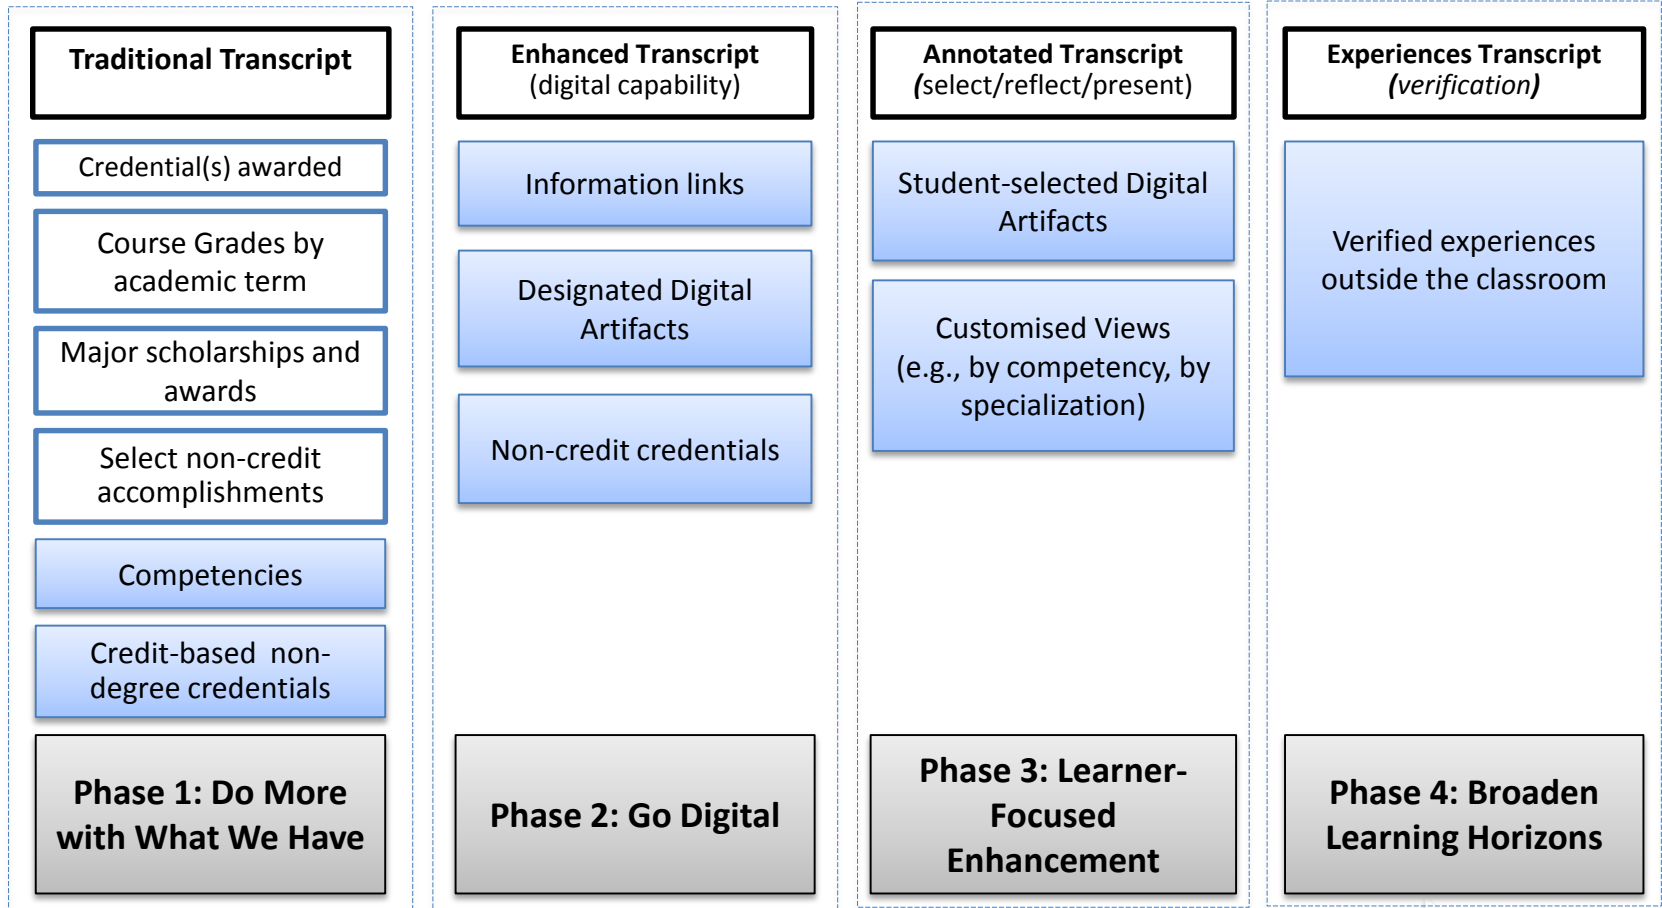 Traditional Transcript
Credential(s) awarded
Course Grades by
academic term
Major scholarships and
awards
Select non-credit
accomplishments
Competencies
Credit-based  non-
degree credentials
Phase 1: Do More
with What We Have
Enhanced Transcript
(digital capability)
Information links
Designated Digital
Artifacts
Non-credit credentials
Phase 2: Go Digital
Annotated Transcript
(select/reflect/present)
Student-selected Digital
Artifacts
Customised Views
(e.g., by competency, by
specialization)
Phase 3: Learner-
Focused
Enhancement
Experiences Transcript
(verification)
Verified experiences
outside the classroom
Phase 4: Broaden
Learning Horizons